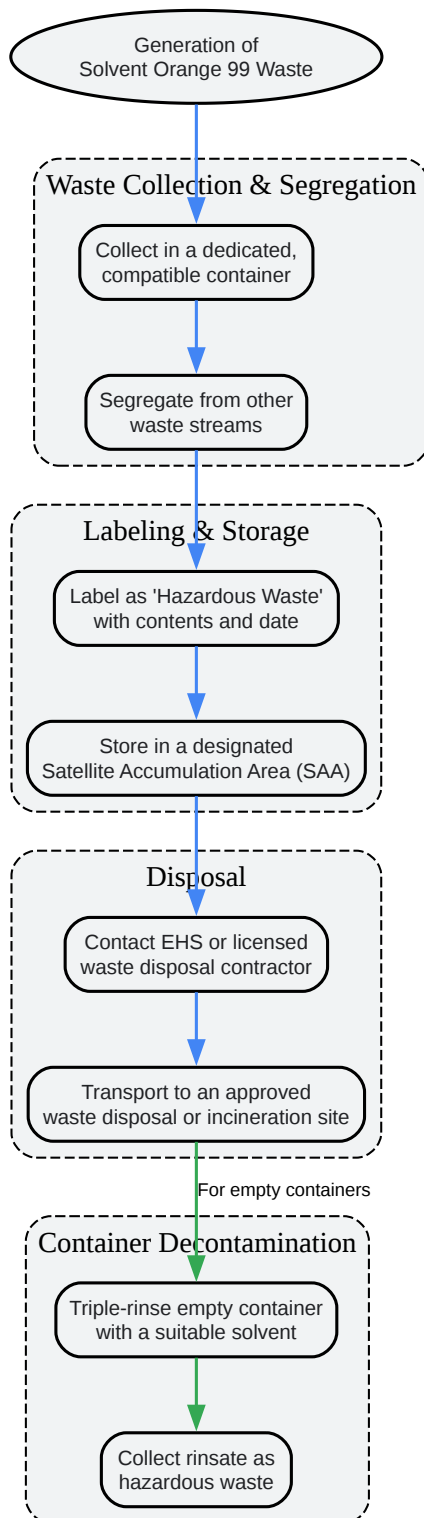 Generation of
Solvent Orange 99 Waste
Waste Collection & Segregation
Collect in a dedicated,
compatible container
Segregate from other
waste streams
Labeling & Storage
Label as 'Hazardous Waste'
with contents and date
Store in a designated
Satellite Accumulation Area (SAA)
Disposal
Contact EHS or licensed
waste disposal contractor
Transport to an approved
waste disposal or incineration site
For empty containers
Container Decontamination
Triple-rinse empty container
with a suitable solvent
Collect rinsate as
hazardous waste